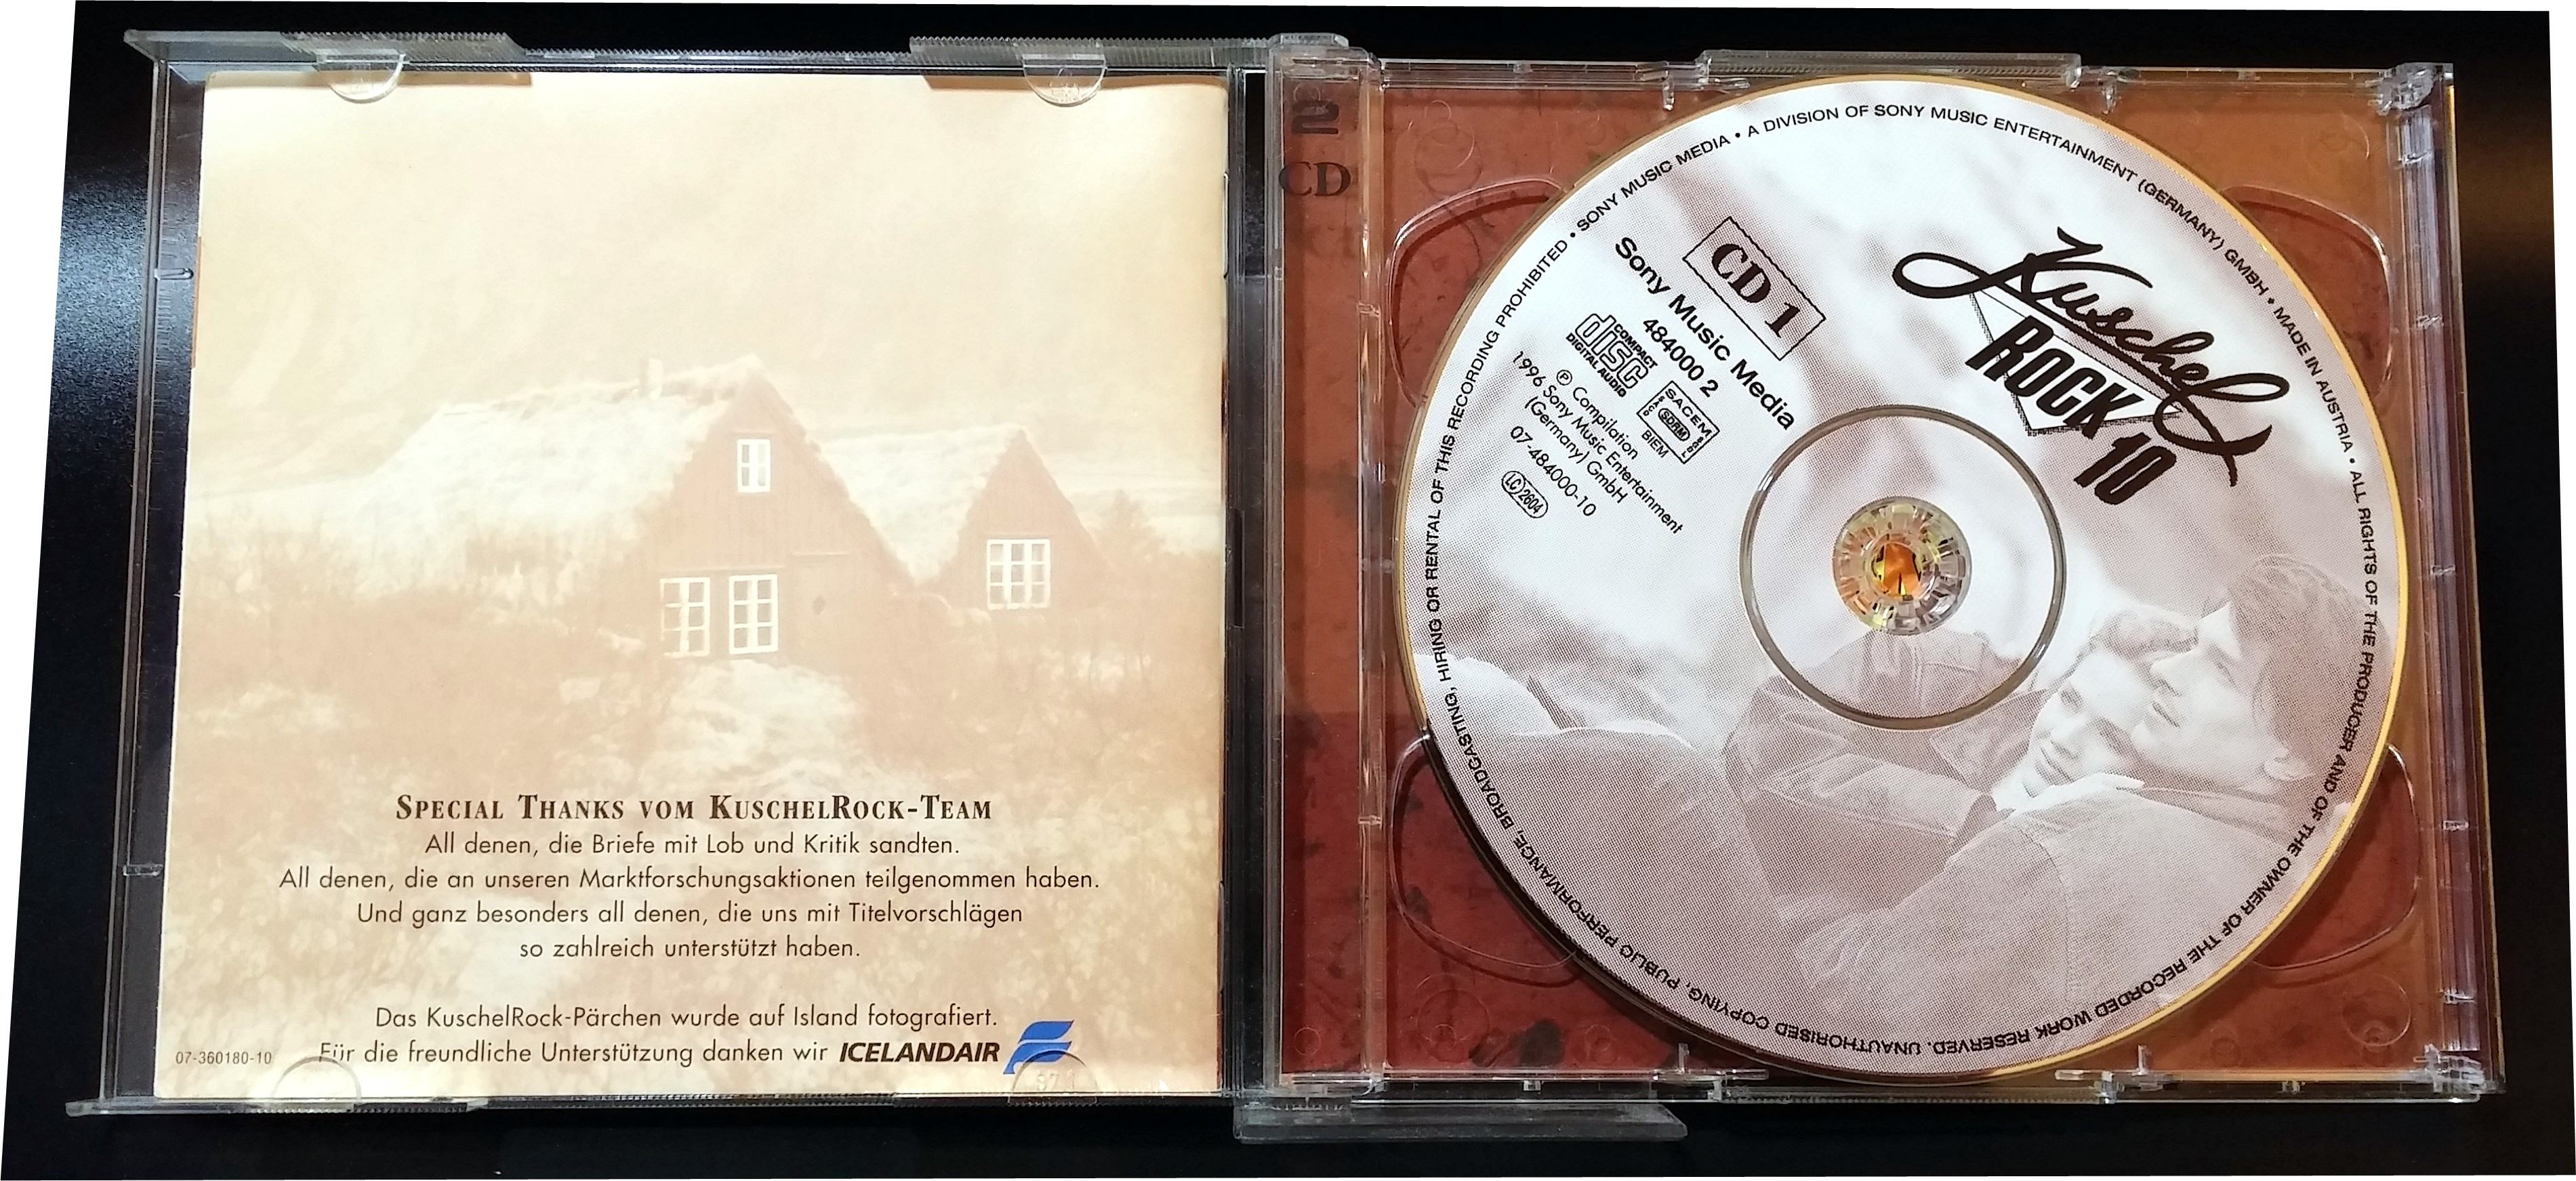 SPECIAL THANKS VOM KUSCHELROCK-TEAM
All denen, die Briefe mit Lob und Kritik sandten.
All denen, die an unseren Marktforschungsaktionen teilgenommen haben.
Und ganz besonders all denen, die uns mit Titelvorschlägen
so zahlreich unterstützt haben.
Das KuschelRock-Pärchen wurde auf Island fotografiert.
Für die freundliche Unterstützung danken wir ICELANDAIR
07-360180-10
2
CD
Kuschel
ROCK 10
CD 1
Sony Music Media
484000 2
COMPACT
disc
DIGITAL AUDIO
SACEM
SDRM
BIEM
℗ Compilation
1996 Sony Music Entertainment
(Germany) GmbH
07-484000-10
LC 2604
SONY MUSIC MEDIA • A DIVISION OF SONY MUSIC ENTERTAINMENT (GERMANY) GMBH • MADE IN AUSTRIA • ALL RIGHTS OF THE PRODUCER AND OF THE OWNER OF THE RECORDED WORK RESERVED. UNAUTHORISED COPYING, PUBLIC PERFORMANCE, BROADCASTING, HIRING OR RENTAL OF THIS RECORDING PROHIBITED •